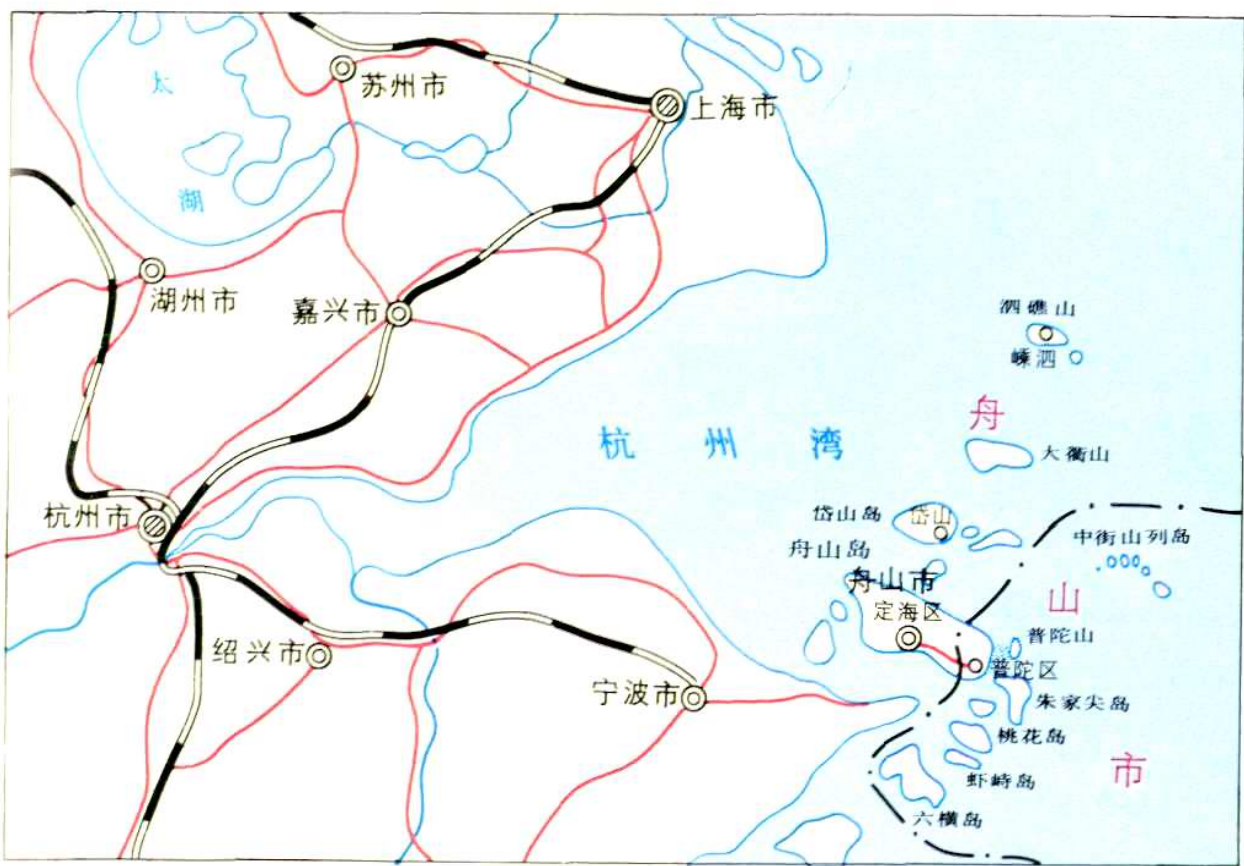 太
湖
苏州市
上海市
湖州市
嘉兴市
泗礁山
嵊泗
舟
杭州湾
大衢山
杭州市
岱山岛
岱山
中街山列岛
舟山岛
舟山市
山
定海区
普陀山
绍兴市
普陀区
宁波市
朱家尖岛
桃花岛
市
虾峙岛
六横岛